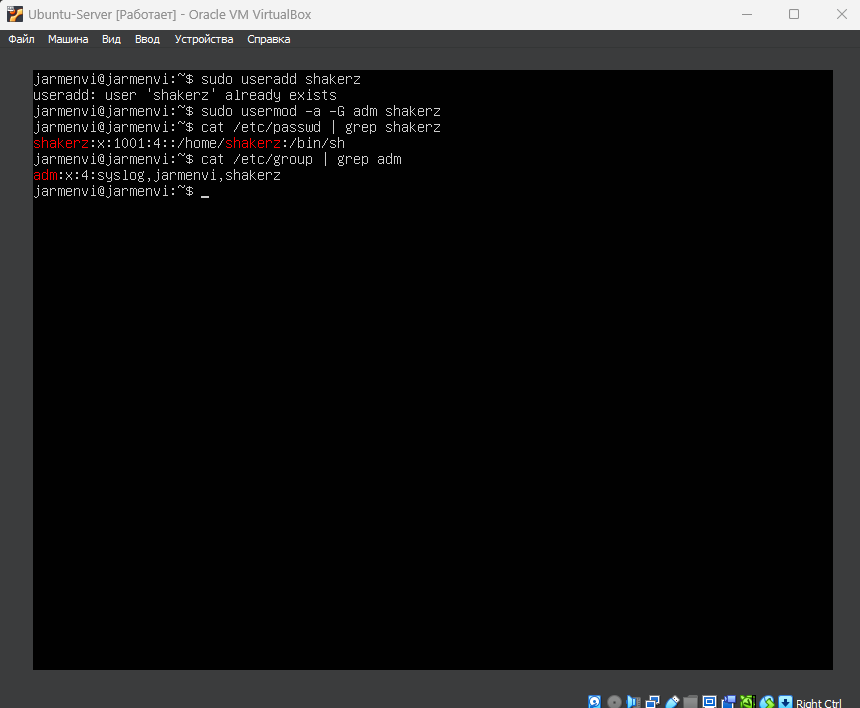 Ubuntu-Server [Работает] - Oracle VM VirtualBox
Файл Машина Вид Ввод Устройства Справка
jarmenvi@jarmenvi:~$ sudo useradd shakerz
useradd: user 'shakerz' already exists
jarmenvi@jarmenvi:~$ sudo usermod -a -G adm shakerz
jarmenvi@jarmenvi:~$ cat /etc/passwd | grep shakerz
shakerz:x:1001:4::/home/shakerz:/bin/sh
jarmenvi@jarmenvi:~$ cat /etc/group | grep adm
adm:x:4:syslog,jarmenvi,shakerz
jarmenvi@jarmenvi:~$ _
Right Ctrl